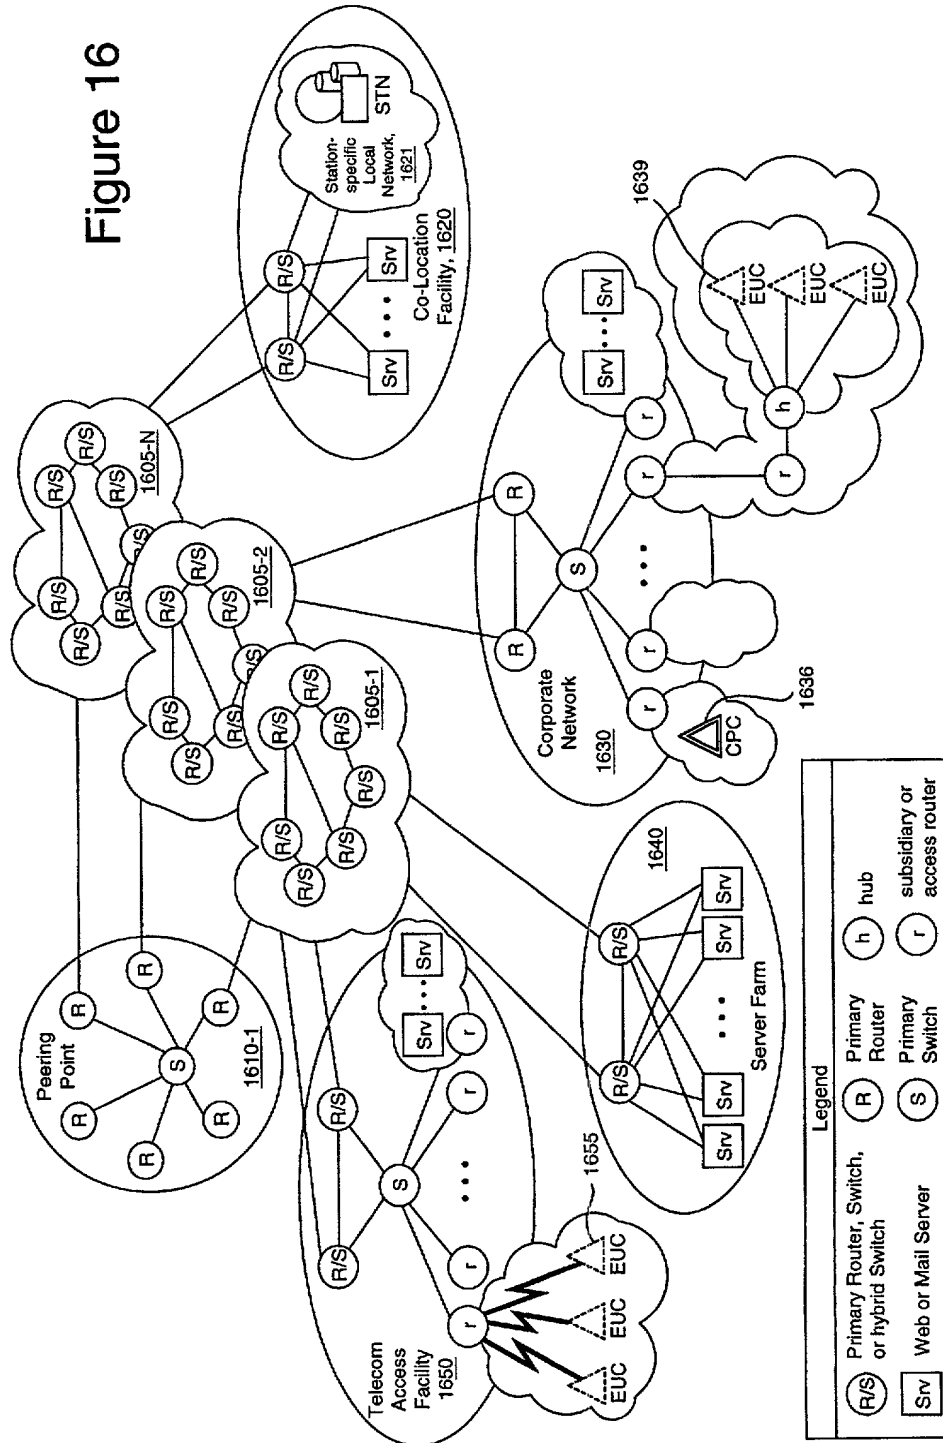 Figure 16
Peering
Point
R
R
R
R
R
R
S
1610-1
R/S
R/S
R/S
R/S
R/S
R/S
R/S
R/S
1605-N
R/S
R/S
R/S
R/S
R/S
R/S
R/S
R/S
1605-2
R/S
R/S
R/S
R/S
R/S
R/S
R/S
R/S
1605-1
R/S
R/S
Station-
specific
Local
Network,
1621
STN
Srv
• • •
Srv
Co-Location
Facility, 1620
R/S
R/S
S
Srv
• • •
Srv
r
r
• • •
r
r
Telecom
Access
Facility
1650
EUC
EUC
EUC
1655
R/S
R/S
1640
Srv
Srv
• • •
Srv
Srv
Server Farm
R
R
S
Corporate
Network
1630
Srv
• • •
Srv
r
r
• • •
r
r
CPC
1636
r
h
EUC
EUC
EUC
1639
Legend
R/S
Primary Router, Switch,
or hybrid Switch
R
Primary
Router
h
hub
Srv
Web or Mail Server
S
Primary
Switch
r
subsidiary or
access router